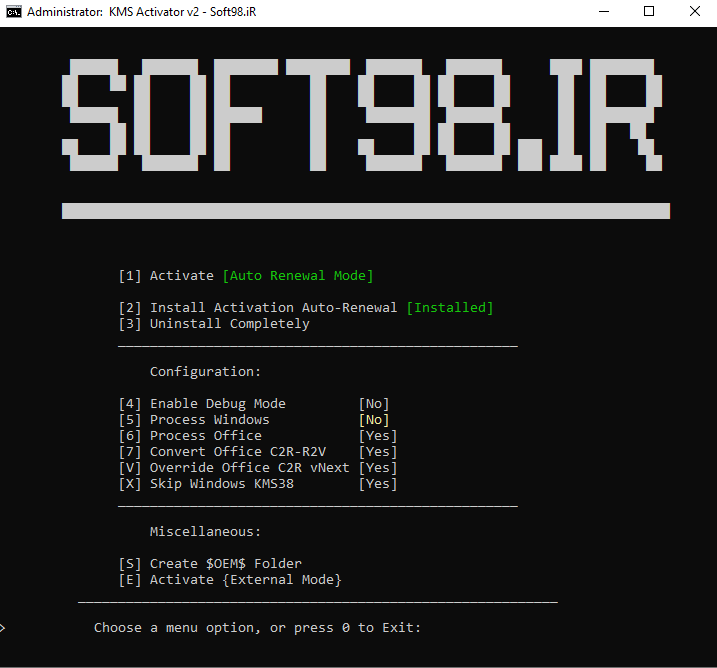 Administrator: KMS Activator v2 - Soft98.iR
SOFT98.IR
[1] Activate [Auto Renewal Mode]
[2] Install Activation Auto-Renewal [Installed]
[3] Uninstall Completely
Configuration:
[4] Enable Debug Mode [No]
[5] Process Windows [No]
[6] Process Office [Yes]
[7] Convert Office C2R-R2V [Yes]
[V] Override Office C2R vNext [Yes]
[X] Skip Windows KMS38 [Yes]
Miscellaneous:
[S] Create $OEM$ Folder
[E] Activate {External Mode}
> Choose a menu option, or press 0 to Exit: